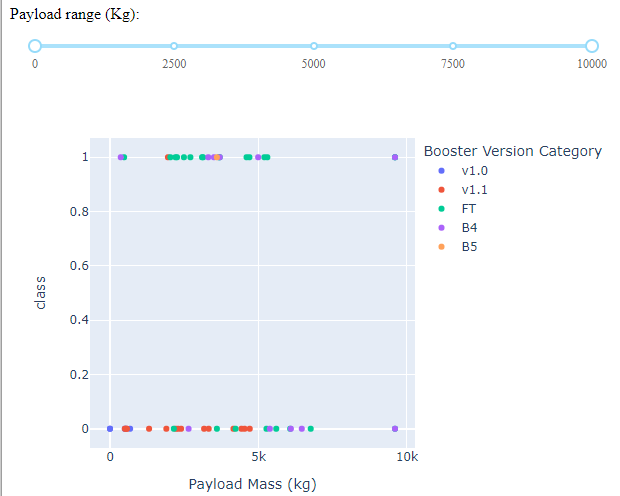 Payload range (Kg):
0 2500 5000 7500 10000
Booster Version Category
v1.0
v1.1
FT
B4
B5
class
1
0.8
0.6
0.4
0.2
0
0 5k 10k
Payload Mass (kg)